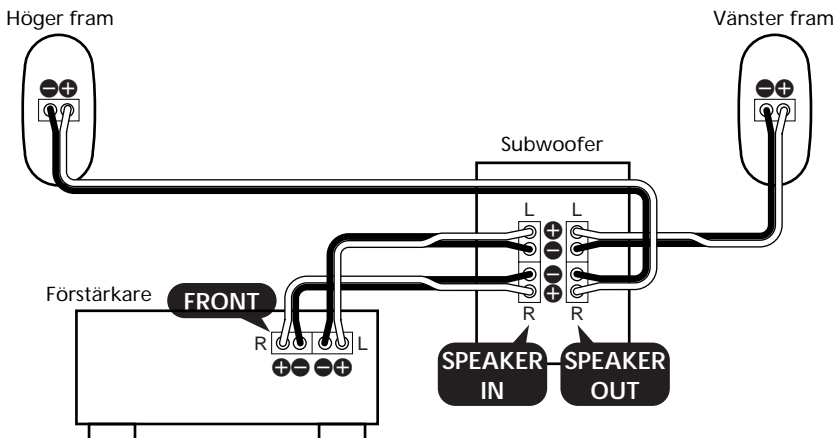 Höger fram
Vänster fram
Subwoofer
L L
Förstärkare
FRONT
R L
R R
SPEAKER IN
SPEAKER OUT